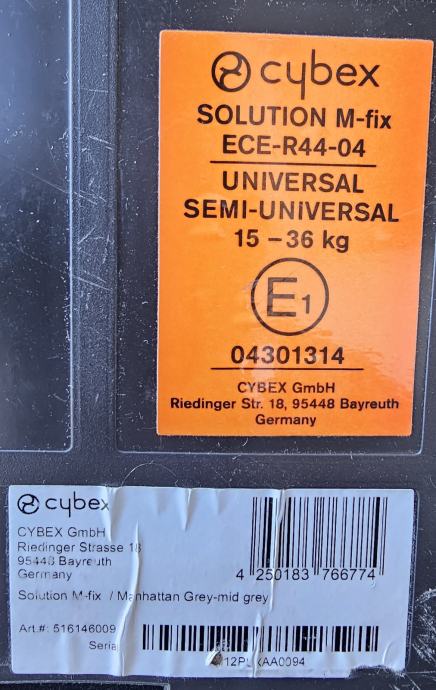 cybex
SOLUTION M-fix
ECE-R44-04
UNIVERSAL
SEMI-UNIVERSAL
15 – 36 kg
E1
04301314
CYBEX GmbH
Riedinger Str. 18, 95448 Bayreuth
Germany
cybex
CYBEX GmbH
Riedinger Strasse 18
95448 Bayreuth
Germany
4 250183 766774
Solution M-fix / Manhattan Grey-mid grey
Art.#: 516146009
Seria